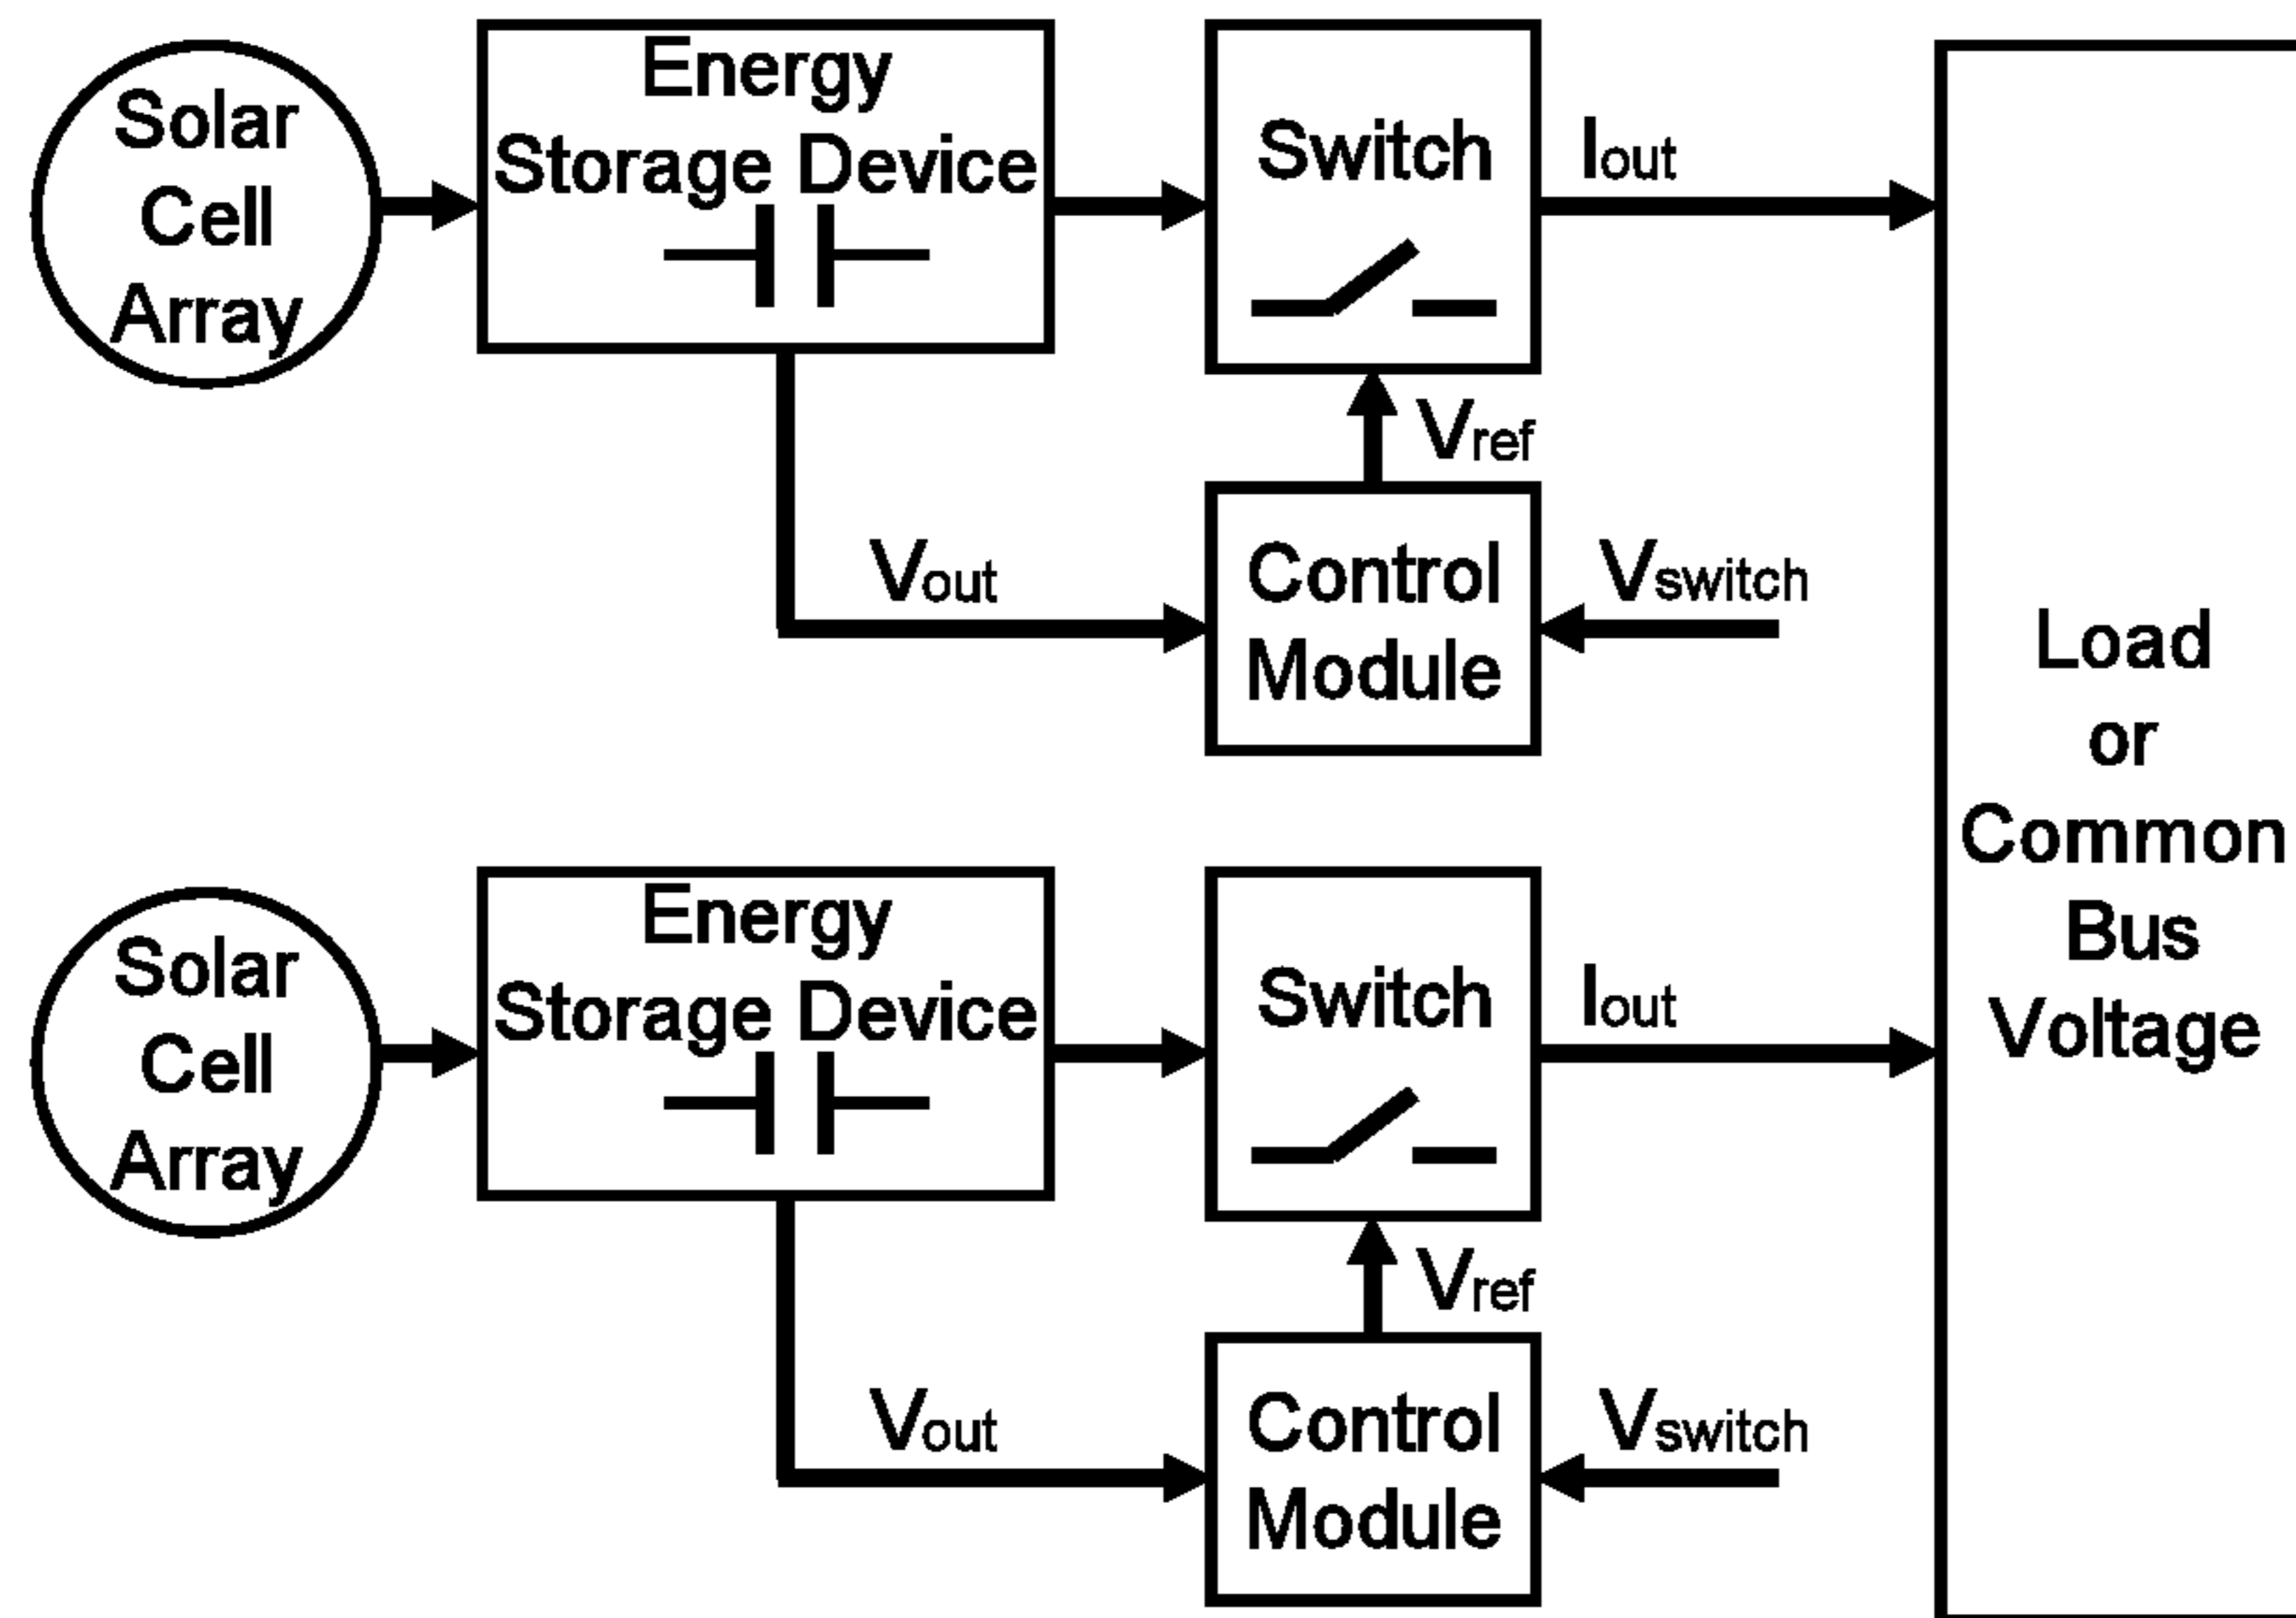 Solar
Cell
Array
Energy
Storage Device
Switch
Iout
Vref
Vout
Control
Module
Vswitch
Load
or
Common
Bus
Voltage
Solar
Cell
Array
Energy
Storage Device
Switch
Iout
Vref
Vout
Control
Module
Vswitch